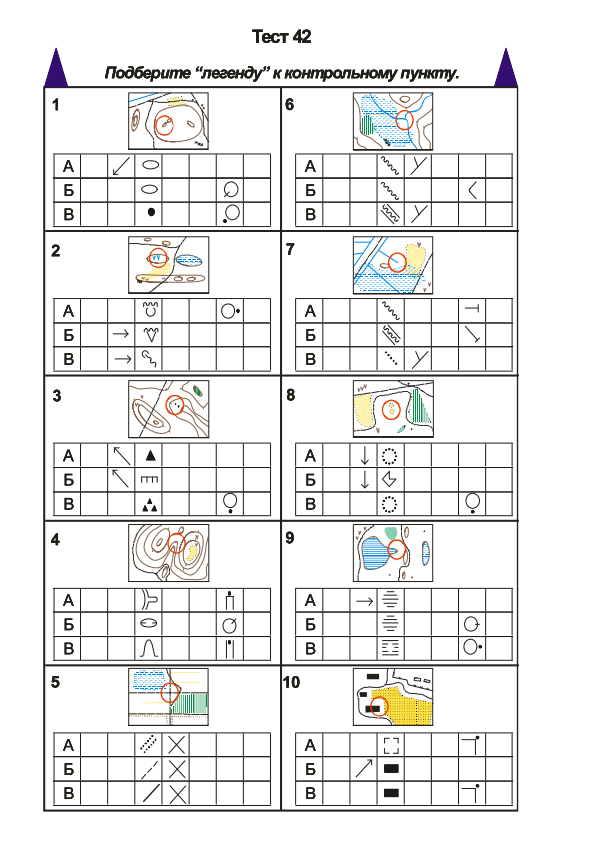 Тест 42
Подберите “легенду” к контрольному пункту.
1
А
Б
В
6
А
Б
В
2
А
Б
В
7
А
Б
В
3
А
Б
В
8
А
Б
В
4
А
Б
В
9
А
Б
В
5
А
Б
В
10
А
Б
В